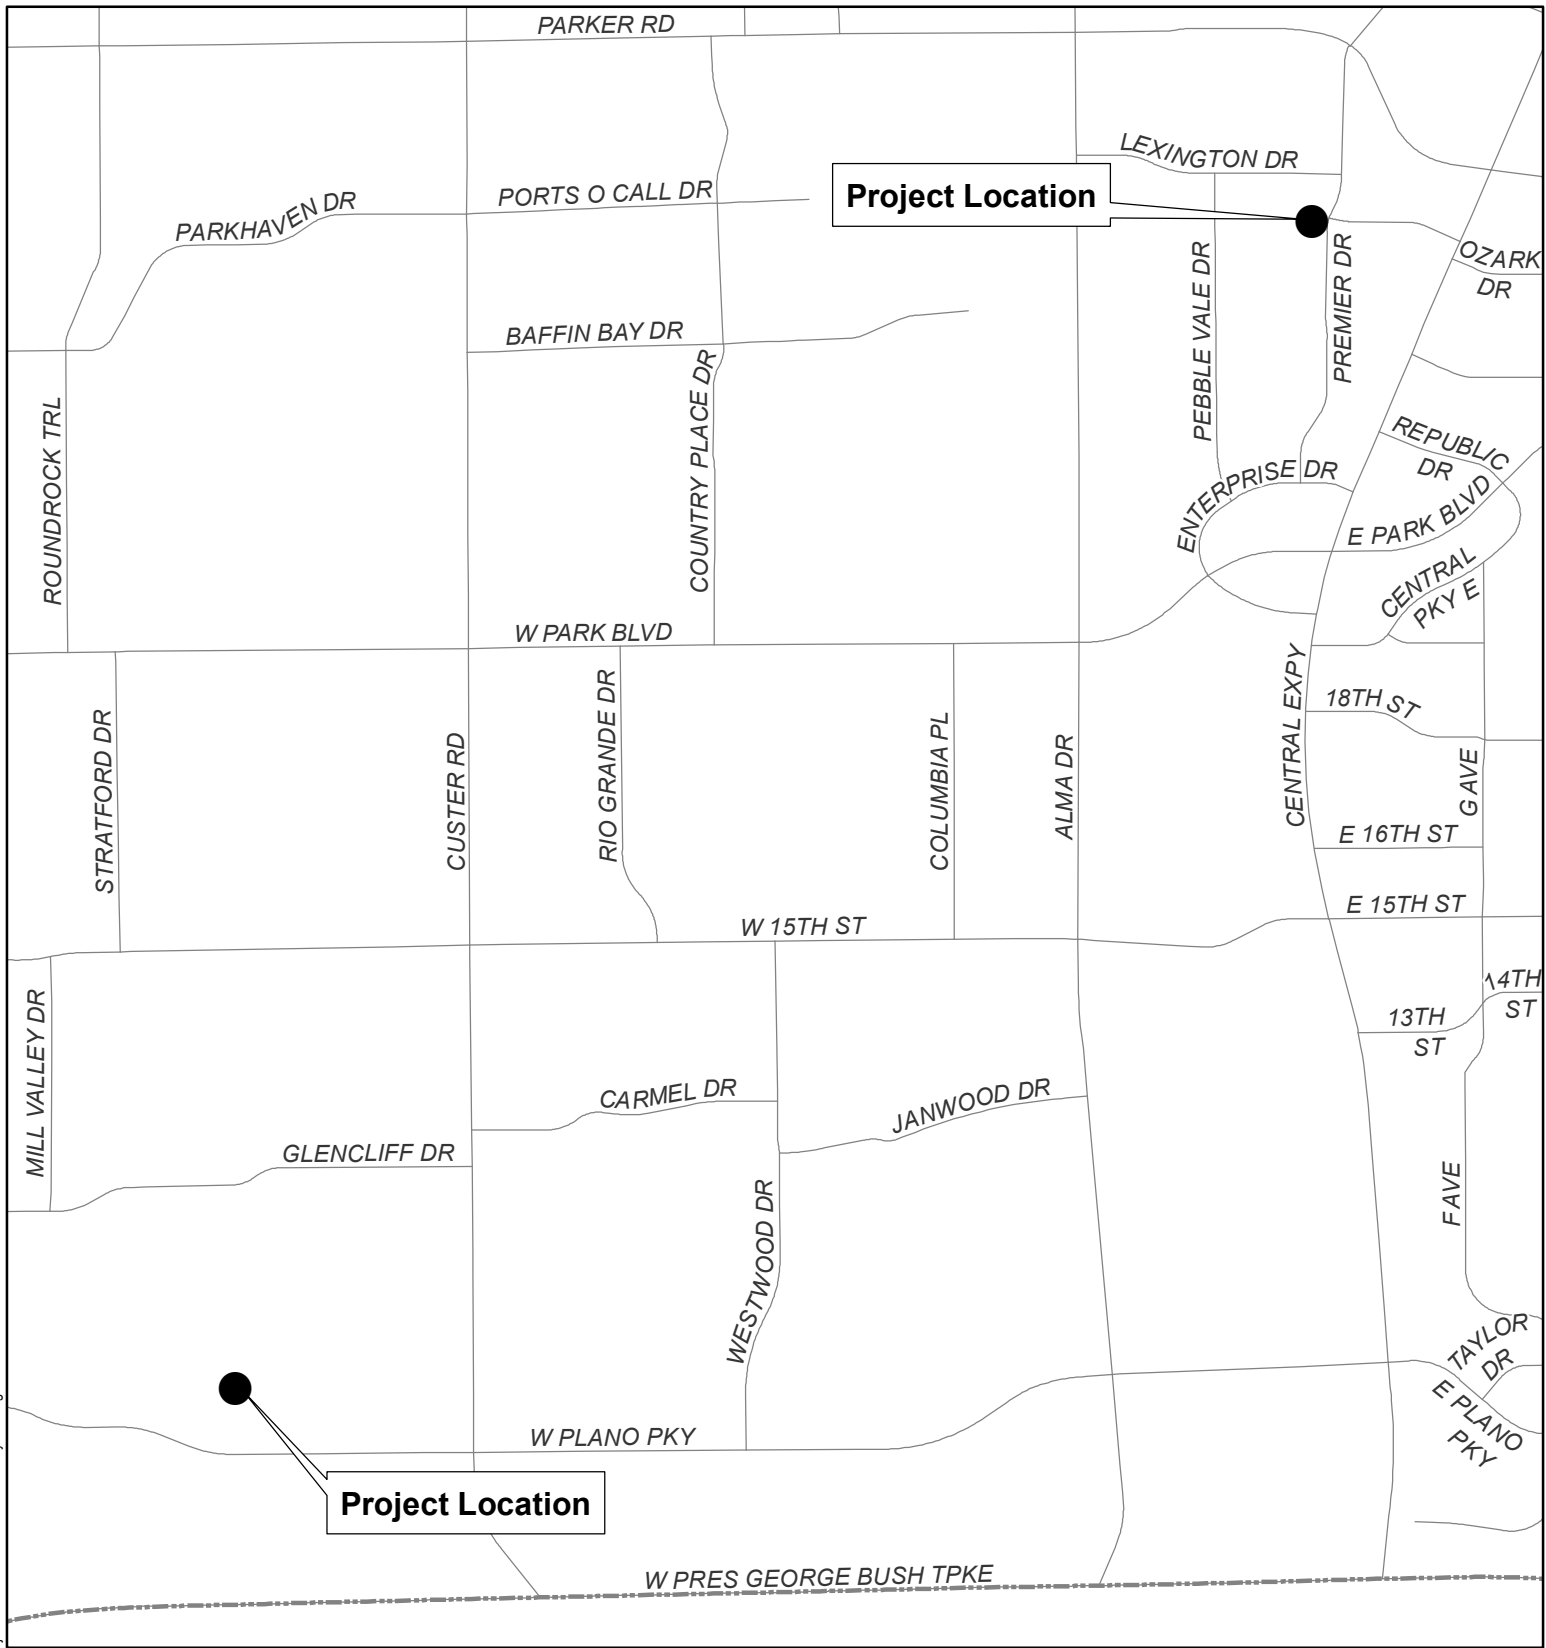 PARKER RD
LEXINGTON DR
Project Location
PORTS O CALL DR
PARKHAVEN DR
OZARK
DR
PEBBLE VALE DR
PREMIER DR
BAFFIN BAY DR
COUNTRY PLACE DR
ROUNDROCK TRL
REPUBLIC
DR
ENTERPRISE DR
E PARK BLVD
CENTRAL
PKY E
W PARK BLVD
STRATFORD DR
CUSTER RD
RIO GRANDE DR
COLUMBIA PL
ALMA DR
CENTRAL EXPY
18TH ST
G AVE
E 16TH ST
E 15TH ST
W 15TH ST
14TH
ST
13TH
ST
MILL VALLEY DR
CARMEL DR
JANWOOD DR
GLENCLIFF DR
F AVE
WESTWOOD DR
TAYLOR
DR
E PLANO
PKY
W PLANO PKY
Project Location
W PRES GEORGE BUSH TPKE